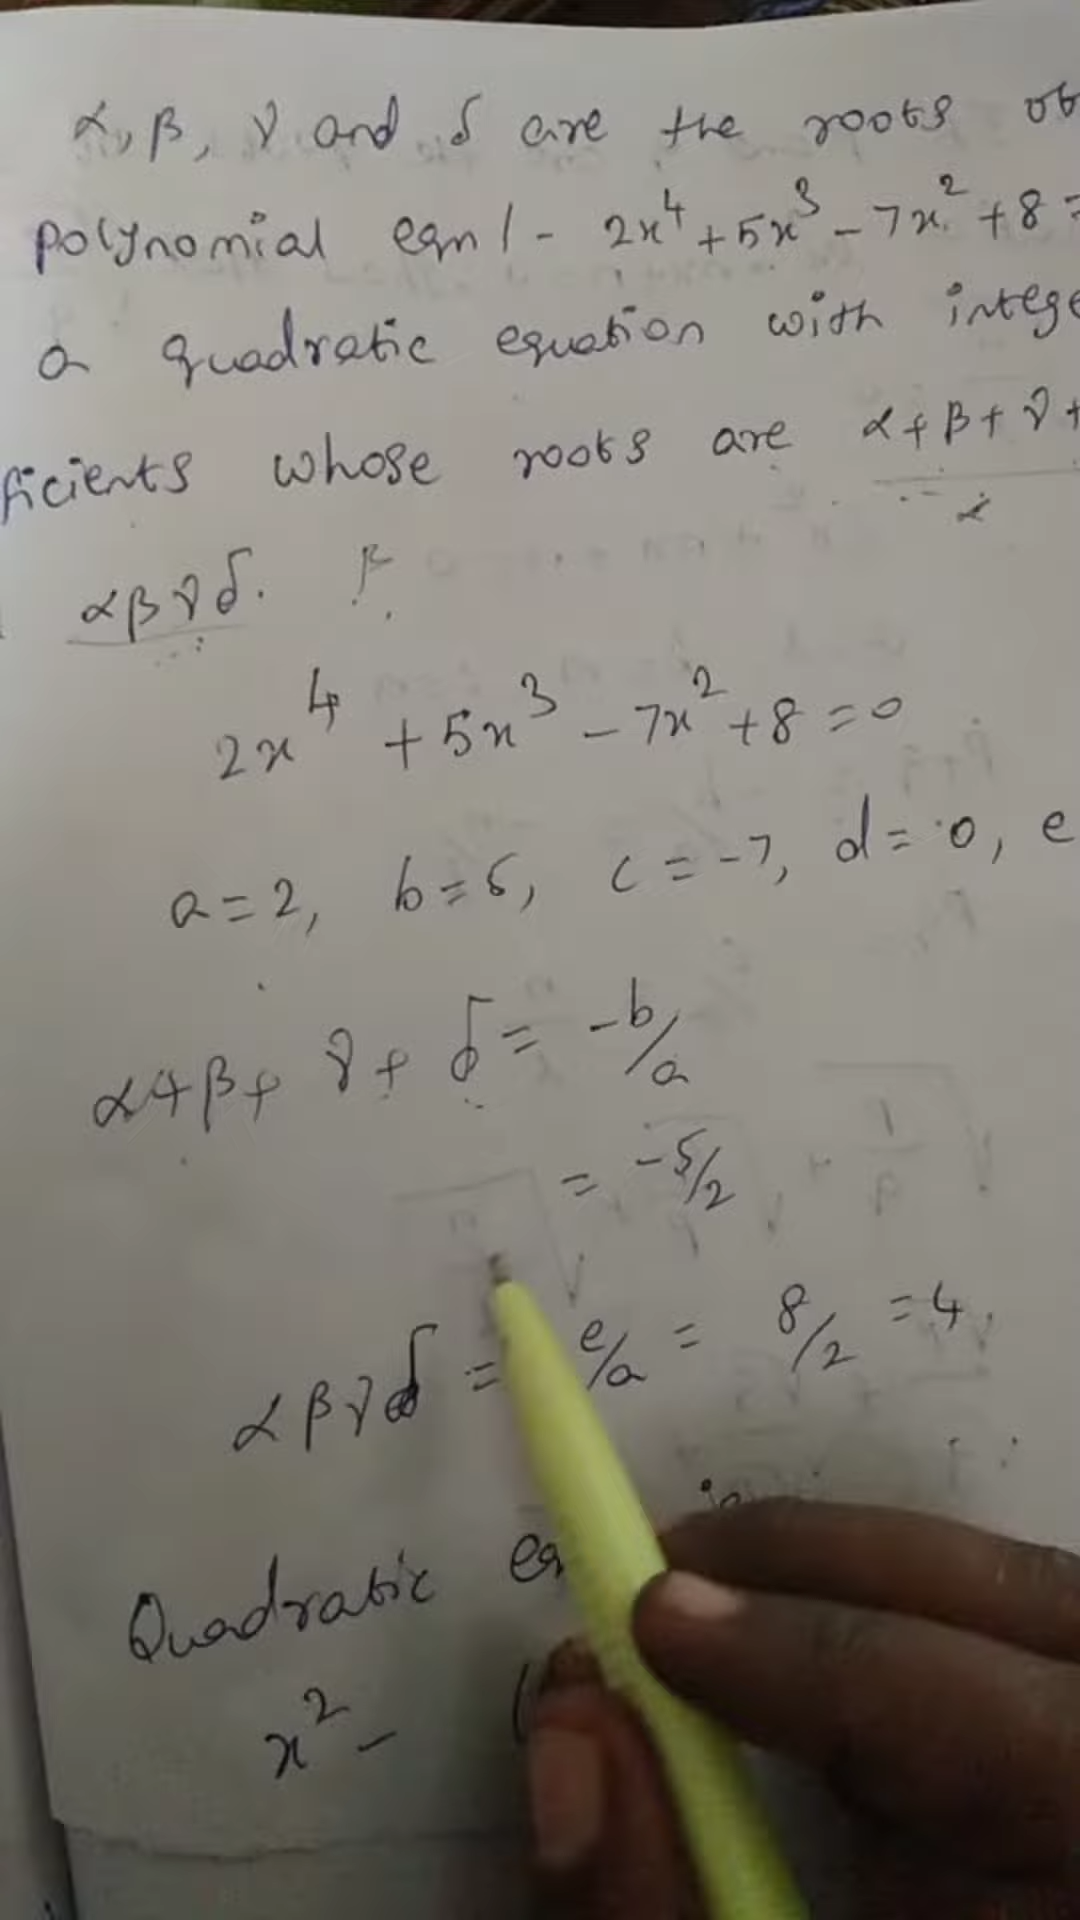 α, β, γ and δ are the roots of
polynomial eqn :- 2x⁴ + 5x³ - 7x² + 8 =
a quadratic equation with intege
ficients whose roots are α + β + γ +
α
αβγδ. β
2x⁴ + 5x³ - 7x² + 8 = 0
a = 2, b = 5, c = -7, d = 0, e
α + β + γ + δ = -b/a
= -5/2
αβγδ = e/a = 8/2 = 4.
Quadratic eq is
x² - (